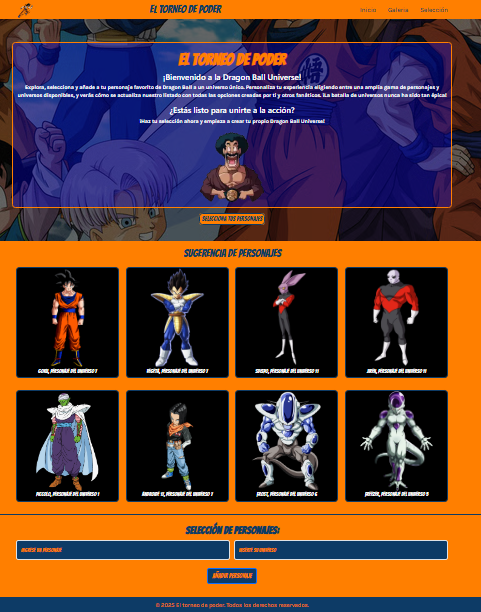 EL TORNEO DE PODER
Inicio Galeria Selección
EL TORNEO DE PODER
¡Bienvenido a la Dragon Ball Universe!
Explora, selecciona y añade a tu personaje favorito de Dragon Ball a un universo único. Personaliza tu experiencia eligiendo entre una amplia gama de personajes y
universos disponibles, y verás cómo se actualiza nuestro listado con todas las opciones creadas por ti y otros fanáticos. ¡La batalla de universos nunca ha sido tan épica!
¿Estás listo para unirte a la acción?
¡Haz tu selección ahora y empieza a crear tu propio Dragon Ball Universe!
SELECCIONA TUS PERSONAJES
SUGERENCIA DE PERSONAJES
GOKU, PERSONAJE DEL UNIVERSO 7
VEGETA, PERSONAJE DEL UNIVERSO 7
PERSONAJE DEL UNIVERSO 11
JIREN, PERSONAJE DEL UNIVERSO 11
PICCOLO, PERSONAJE DEL UNIVERSO 7
ANDROIDE 17, PERSONAJE DEL UNIVERSO 7
FROST, PERSONAJE DEL UNIVERSO 6
FREEZER, PERSONAJE DEL UNIVERSO
SELECCIÓN DE PERSONAJES:
INGRESE UN PERSONAJE
INSERTE SU UNIVERSO
AÑADIR PERSONAJE
© 2025 El torneo de poder. Todos los derechos reservados.